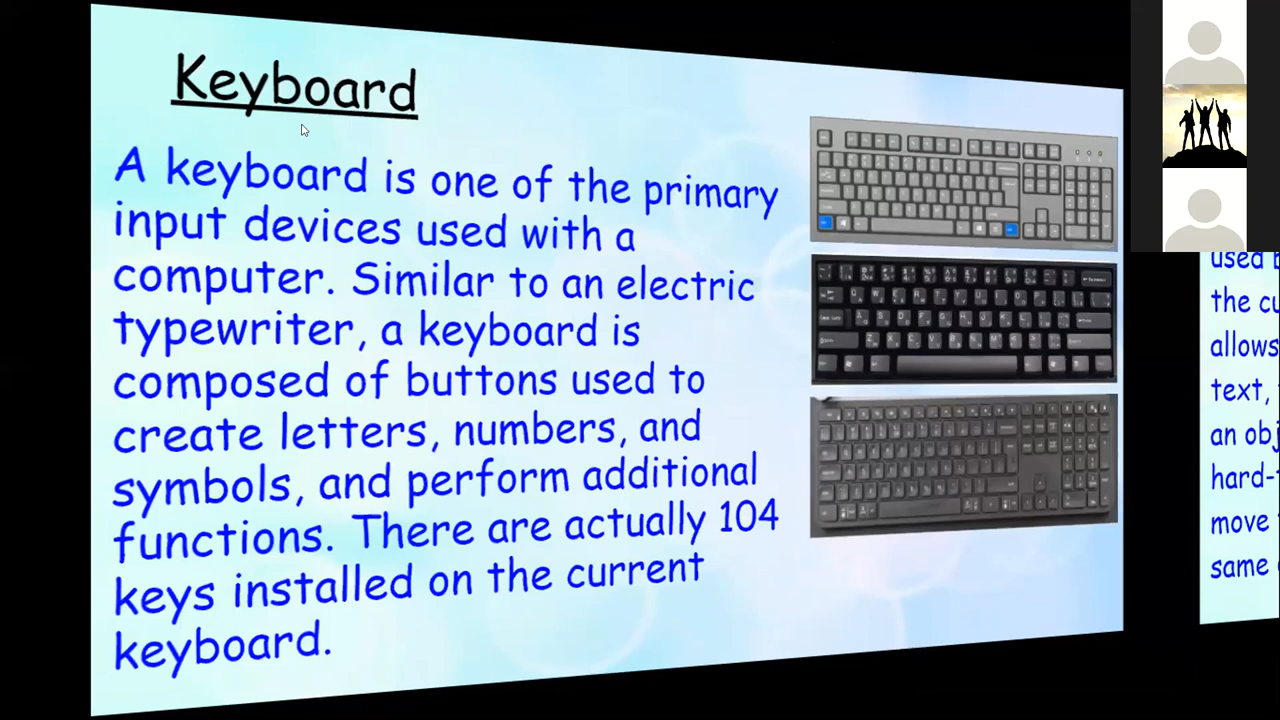 Keyboard
A keyboard is one of the primary
input devices used with a
computer. Similar to an electric
typewriter, a keyboard is
composed of buttons used to
create letters, numbers, and
symbols, and perform additional
functions. There are actually 104
keys installed on the current
keyboard.
used
the
allows
text,
an
hard-
move
same